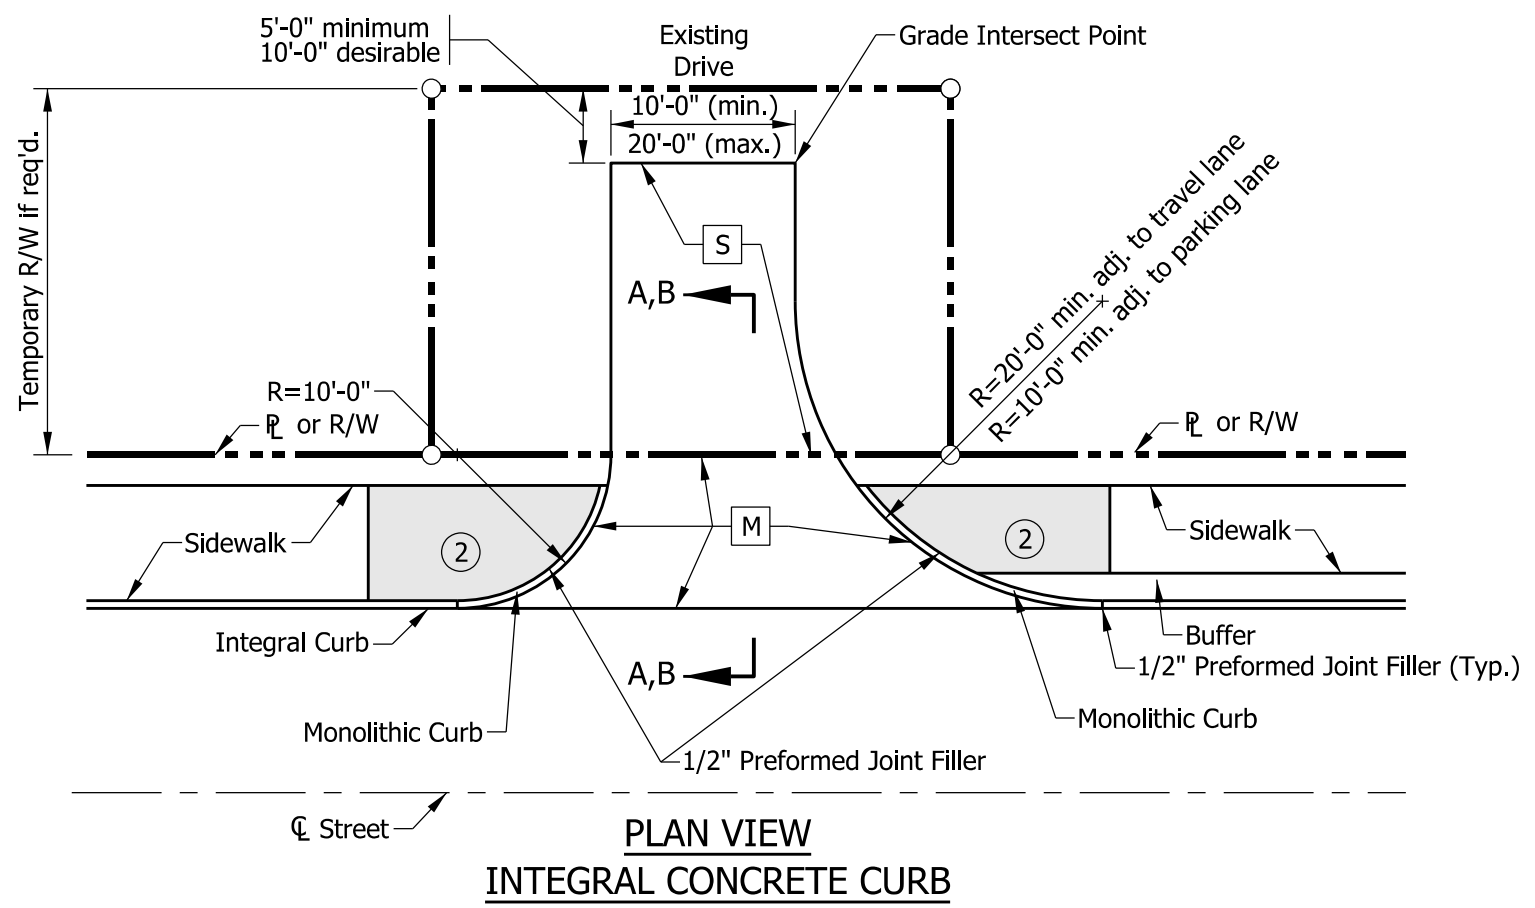 5'-0" minimum
10'-0" desirable
Existing
Drive
Grade Intersect Point
10'-0" (min.)
20'-0" (max.)
Temporary R/W if req'd.
S
A,B
R=20'-0" min. adj. to travel lane
R=10'-0" min. adj. to parking lane
R=10'-0"
PL or R/W
PL or R/W
Sidewalk
2
M
2
Sidewalk
Integral Curb
Buffer
A,B
1/2" Preformed Joint Filler (Typ.)
Monolithic Curb
Monolithic Curb
1/2" Preformed Joint Filler
CL Street
PLAN VIEW
INTEGRAL CONCRETE CURB